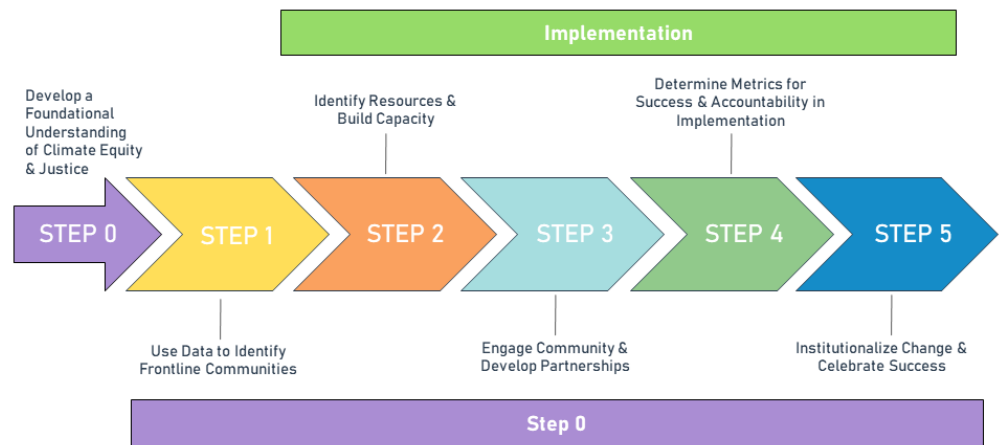 Implementation
Develop a
Foundational
Understanding
of Climate Equity
& Justice
Identify Resources &
Build Capacity
Determine Metrics for
Success & Accountability in
Implementation
STEP 0
STEP 1
STEP 2
STEP 3
STEP 4
STEP 5
Use Data to Identify
Frontline Communities
Engage Community &
Develop Partnerships
Institutionalize Change &
Celebrate Success
Step 0